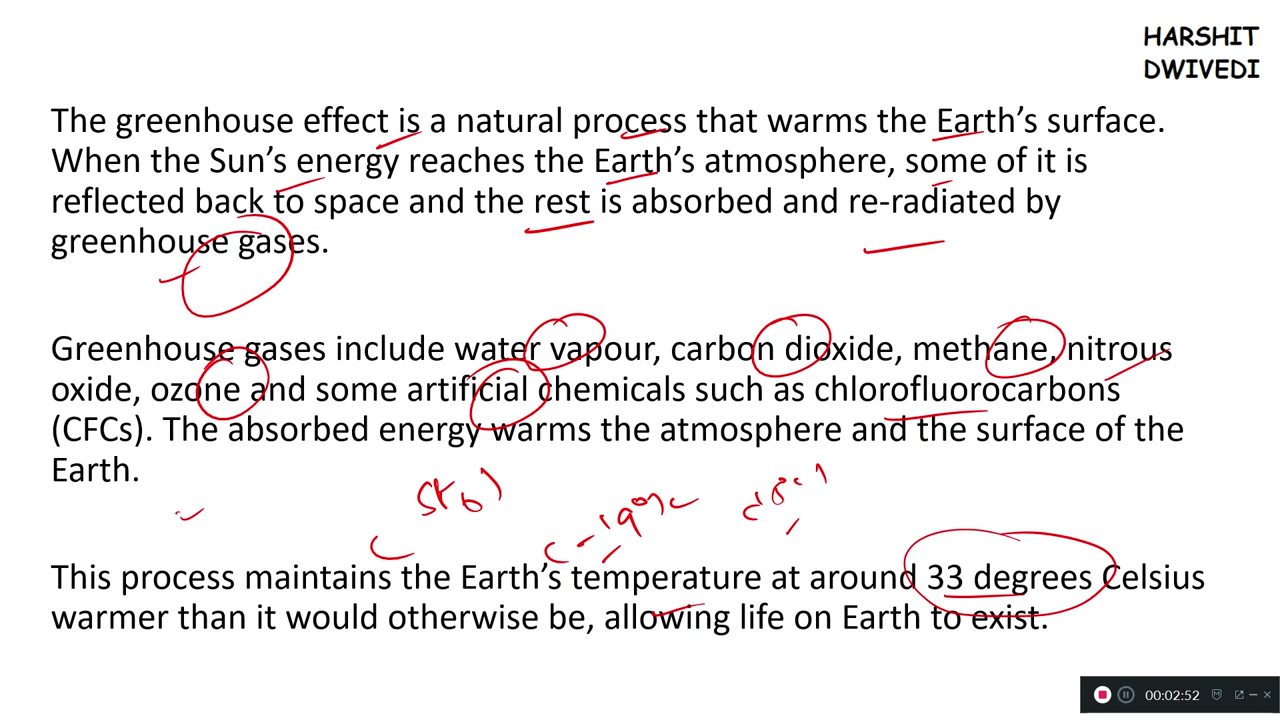 HARSHIT
DWIVEDI
The greenhouse effect is a natural process that warms the Earth's surface.
When the Sun's energy reaches the Earth's atmosphere, some of it is
reflected back to space and the rest is absorbed and re-radiated by
greenhouse gases.
Greenhouse gases include water vapour, carbon dioxide, methane, nitrous
oxide, ozone and some artificial chemicals such as chlorofluorocarbons
(CFCs). The absorbed energy warms the atmosphere and the surface of the
Earth.
This process maintains the Earth's temperature at around 33 degrees Celsius
warmer than it would otherwise be, allowing life on Earth to exist.
00:02:52